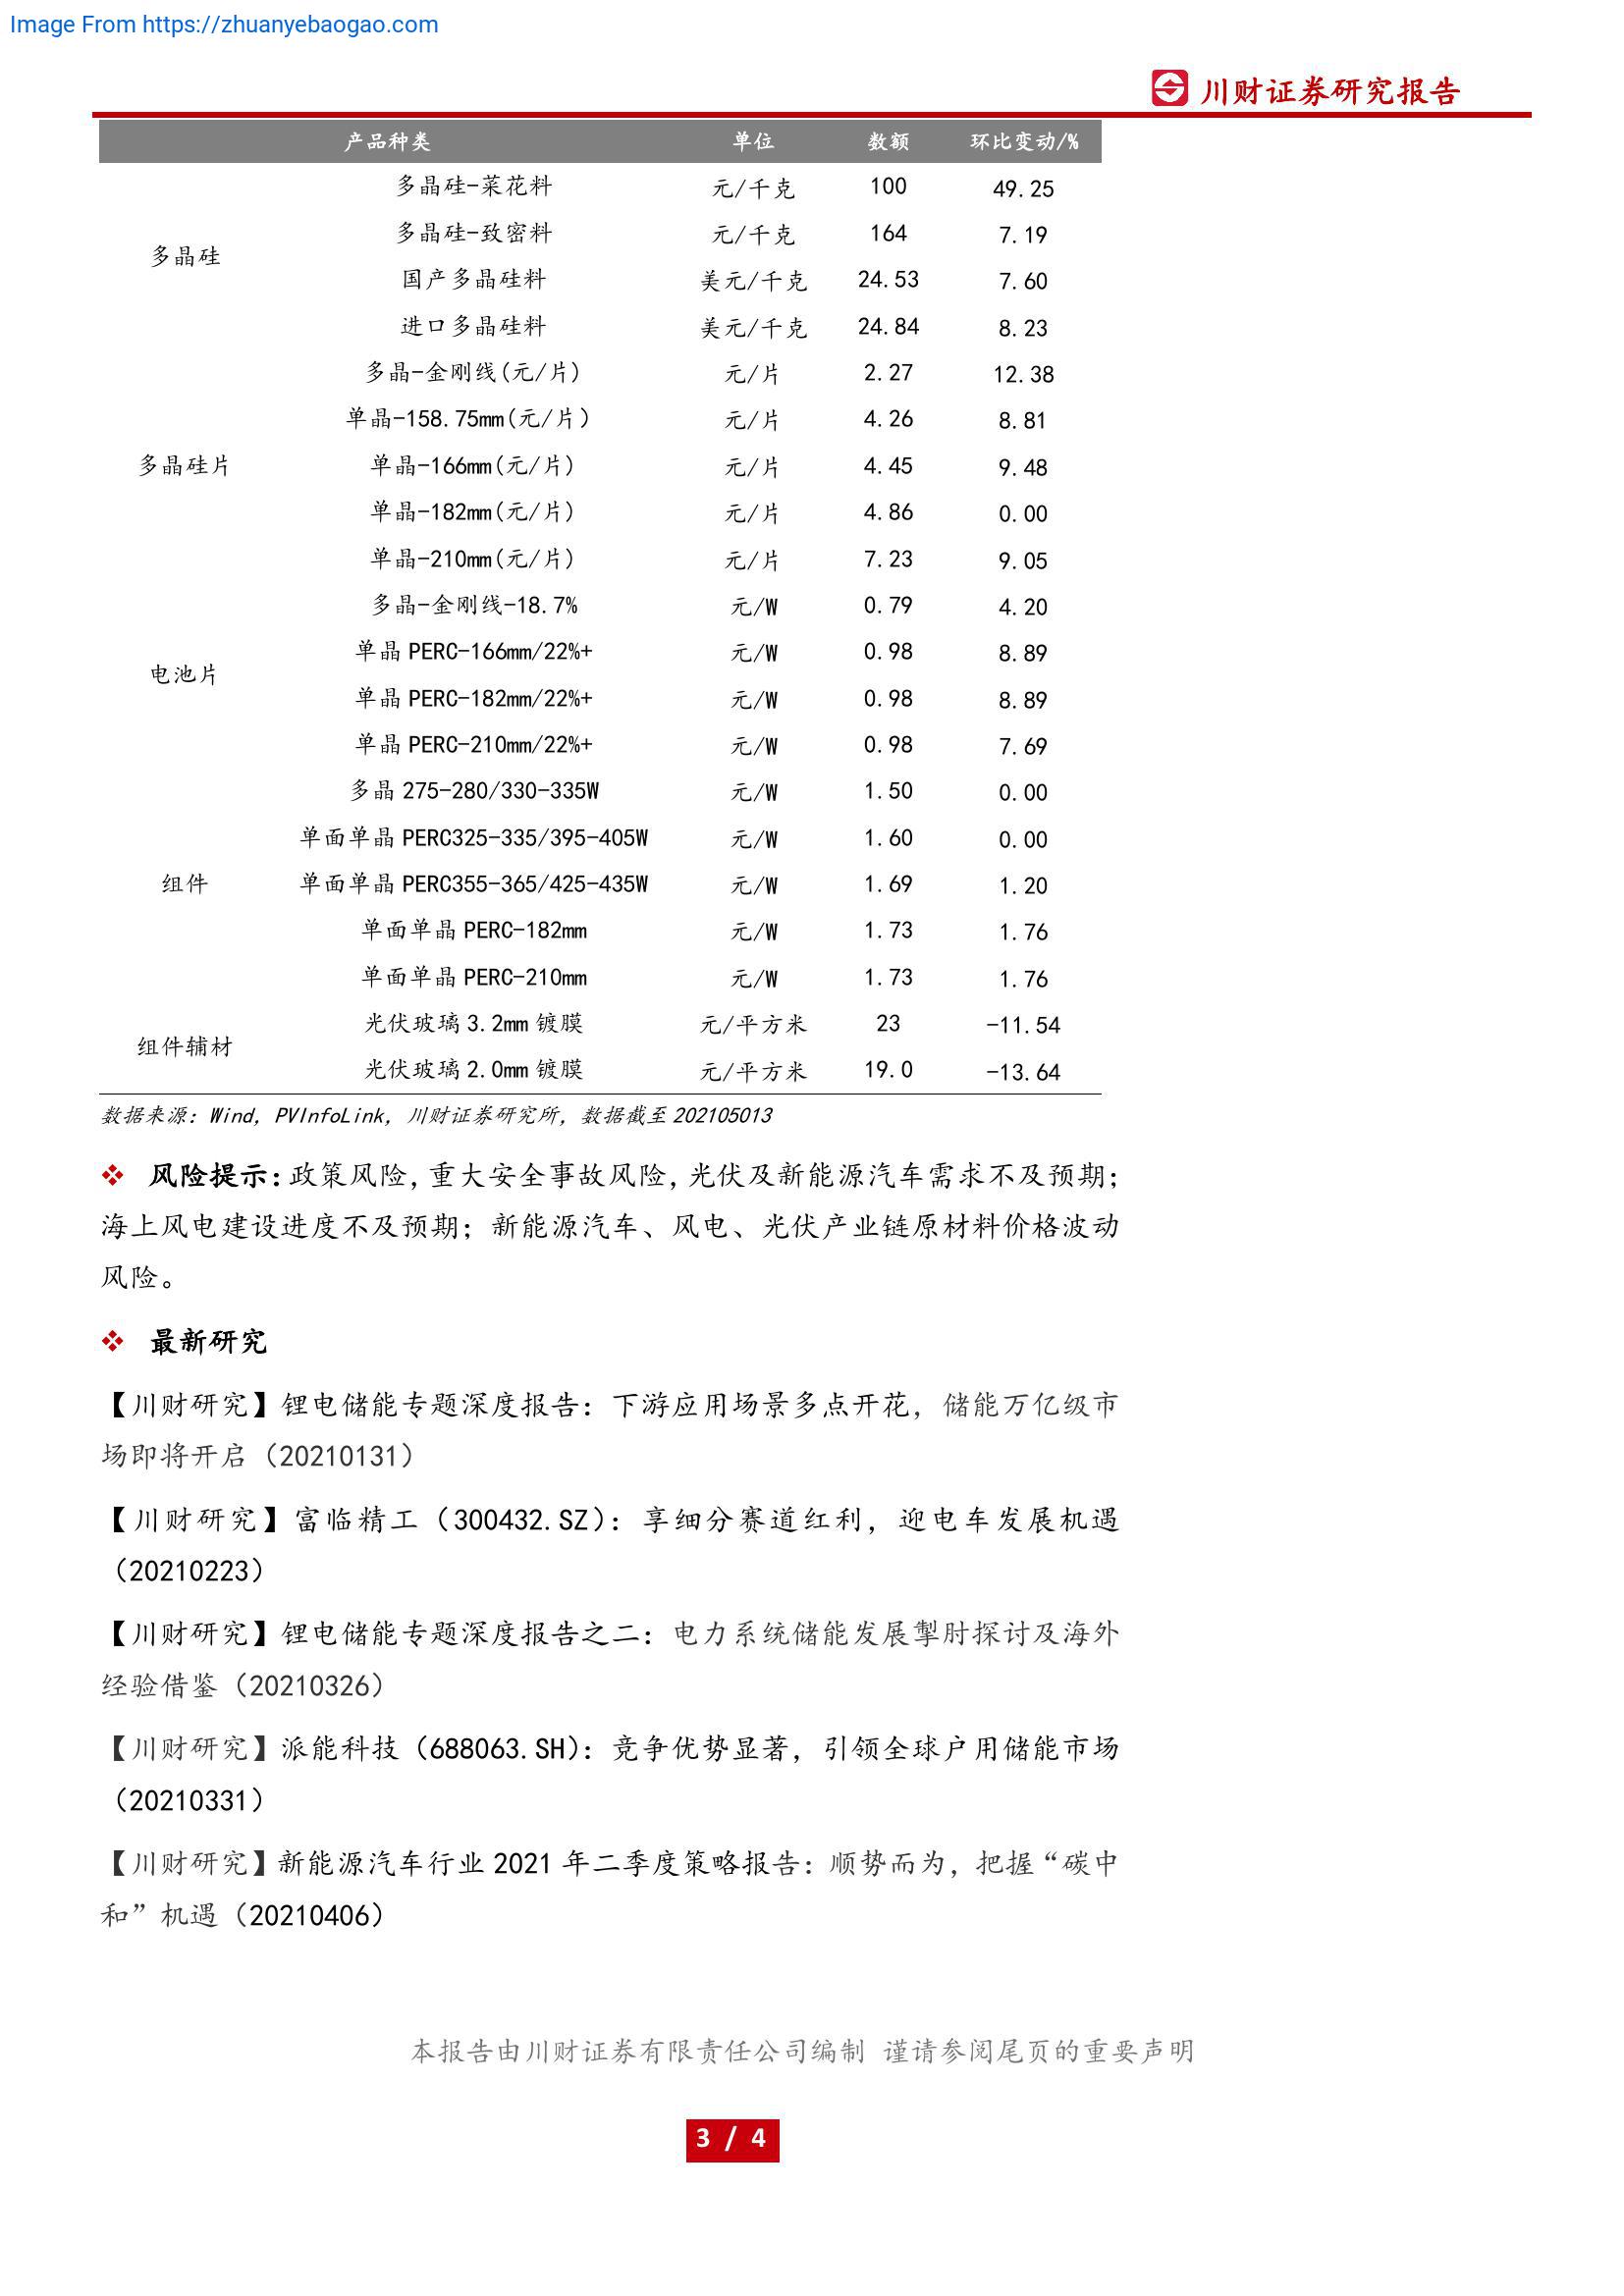 Image From https://zhuanyebaogao.com
川财证券研究报告
产品种类 单位 数额 环比变动/%
多晶硅-菜花料 元/千克 100 49.25
多晶硅-致密料 元/千克 164 7.19
多晶硅
国产多晶硅料 美元/千克 24.53 7.60
进口多晶硅料 美元/千克 24.84 8.23
多晶-金刚线(元/片) 元/片 2.27 12.38
单晶-158.75mm(元/片) 元/片 4.26 8.81
多晶硅片 单晶-166mm(元/片) 元/片 4.45 9.48
单晶-182mm(元/片) 元/片 4.86 0.00
单晶-210mm(元/片) 元/片 7.23 9.05
多晶-金刚线-18.7% 元/W 0.79 4.20
单晶 PERC-166mm/22%+ 元/W 0.98 8.89
电池片
单晶 PERC-182mm/22%+ 元/W 0.98 8.89
单晶 PERC-210mm/22%+ 元/W 0.98 7.69
多晶 275-280/330-335W 元/W 1.50 0.00
单面单晶 PERC325-335/395-405W 元/W 1.60 0.00
组件 单面单晶 PERC355-365/425-435W 元/W 1.69 1.20
单面单晶 PERC-182mm 元/W 1.73 1.76
单面单晶 PERC-210mm 元/W 1.73 1.76
光伏玻璃 3.2mm 镀膜 元/平方米 23 -11.54
组件辅材
光伏玻璃 2.0mm 镀膜 元/平方米 19.0 -13.64
数据来源：Wind, PVInfoLink, 川财证券研究所, 数据截至 202105013
❖ 风险提示：政策风险，重大安全事故风险，光伏及新能源汽车需求不及预期；
海上风电建设进度不及预期；新能源汽车、风电、光伏产业链原材料价格波动
风险。
❖ 最新研究
【川财研究】锂电储能专题深度报告：下游应用场景多点开花，储能万亿级市
场即将开启（20210131）
【川财研究】富临精工（300432.SZ）：享细分赛道红利，迎电车发展机遇
（20210223）
【川财研究】锂电储能专题深度报告之二：电力系统储能发展掣肘探讨及海外
经验借鉴（20210326）
【川财研究】派能科技（688063.SH）：竞争优势显著，引领全球户用储能市场
（20210331）
【川财研究】新能源汽车行业 2021 年二季度策略报告：顺势而为，把握“碳中
和”机遇（20210406）
本报告由川财证券有限责任公司编制 谨请参阅尾页的重要声明
3 / 4